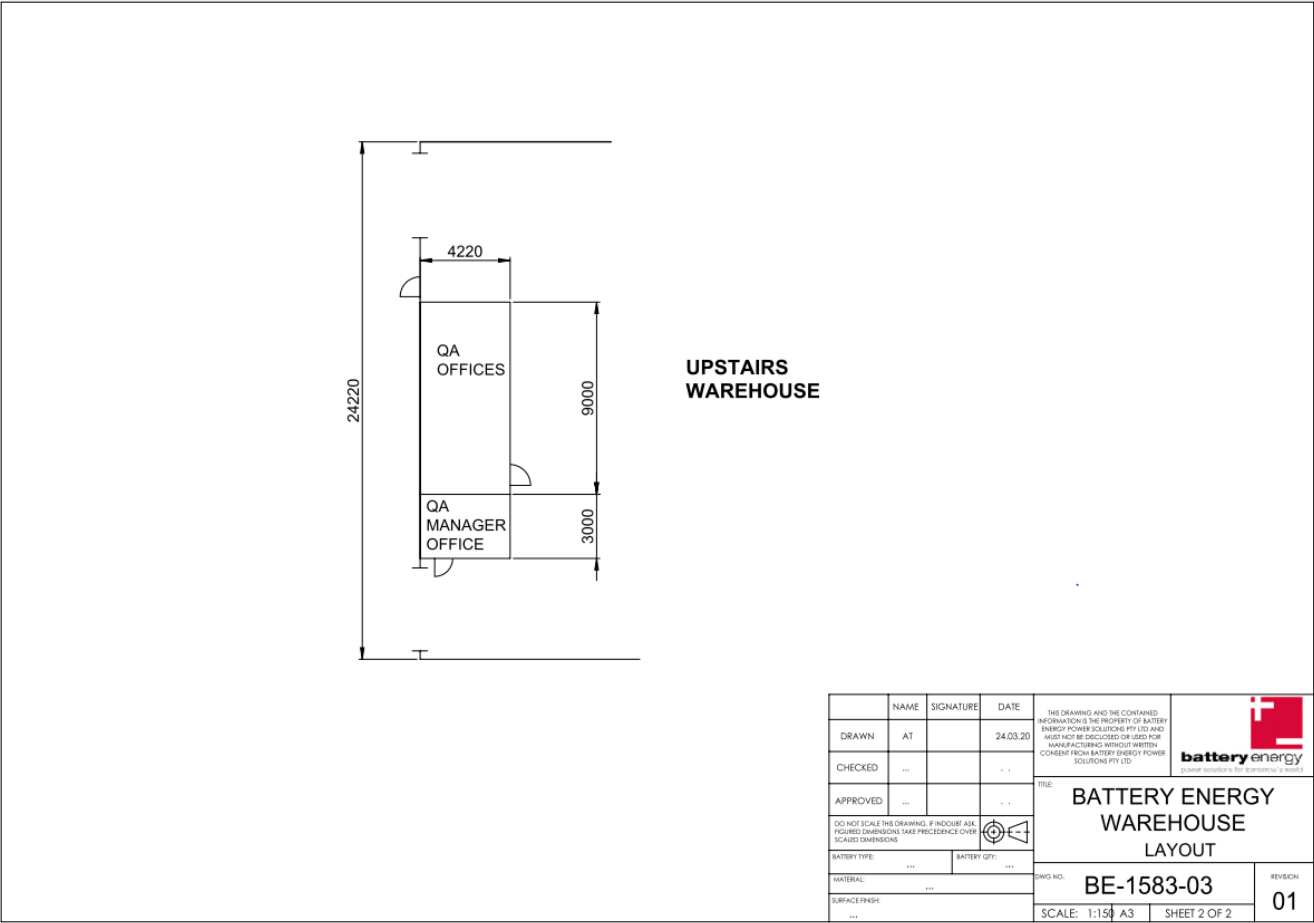 4220
QA
OFFICES
24220
9000
UPSTAIRS
WAREHOUSE
QA
MANAGER
OFFICE
3000
NAME SIGNATURE DATE
DRAWN AT 24.03.20
CHECKED ... . .
APPROVED ... . .
DO NOT SCALE THIS DRAWING, IF INDOUBT ASK.
FIGURED DIMENSIONS TAKE PRECEDENCE OVER
SCALED DIMENSIONS
BATTERY TYPE: ... BATTERY QTY: ...
MATERIAL: ...
SURFACE FINISH: ...
THIS DRAWING AND THE CONTAINED
INFORMATION IS THE PROPERTY OF BATTERY
ENERGY POWER SOLUTIONS PTY LTD AND
MUST NOT BE DISCLOSED OR USED FOR
MANUFACTURING WITHOUT WRITTEN
CONSENT FROM BATTERY ENERGY POWER
SOLUTIONS PTY LTD
battery energy
power solutions for tomorrow's world
TITLE:
BATTERY ENERGY
WAREHOUSE
LAYOUT
DWG NO. BE-1583-03
REVISION
01
SCALE: 1:150 A3 SHEET 2 OF 2